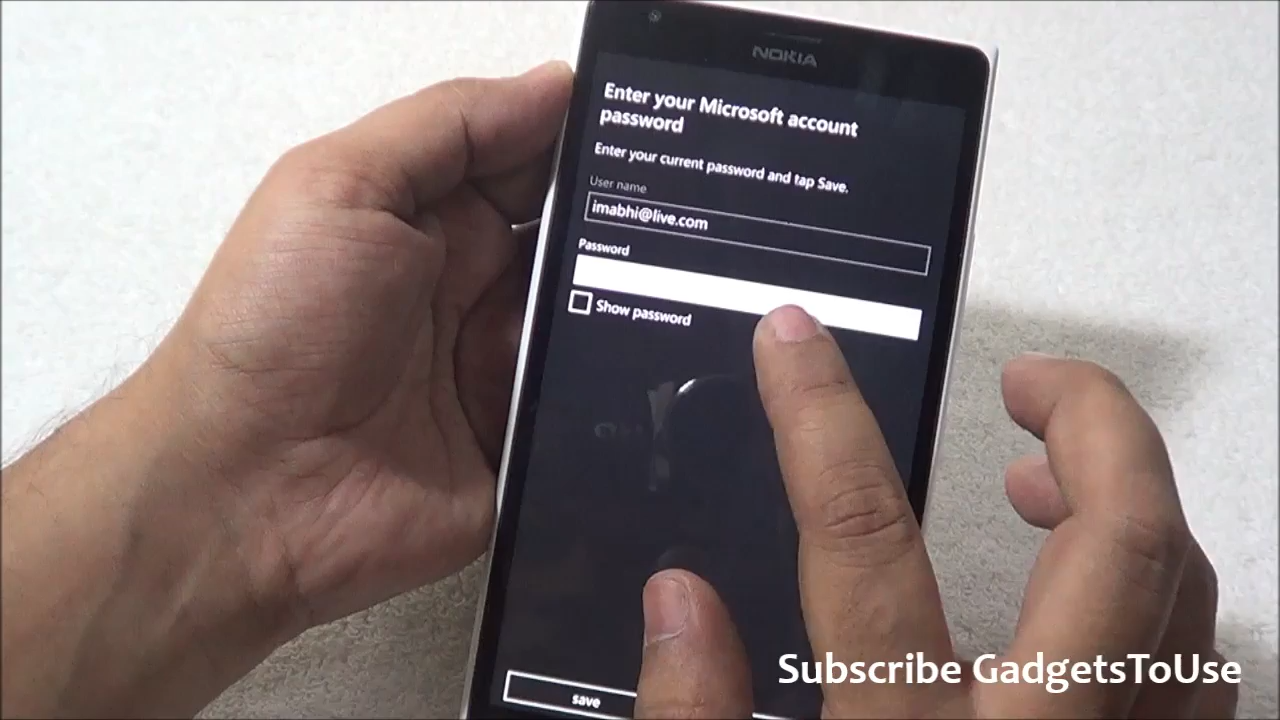 NOKIA
Enter your Microsoft account
password
Enter your current password and tap Save.
User name
imabhi@live.com
Password
Show password
save
Subscribe GadgetsToUse